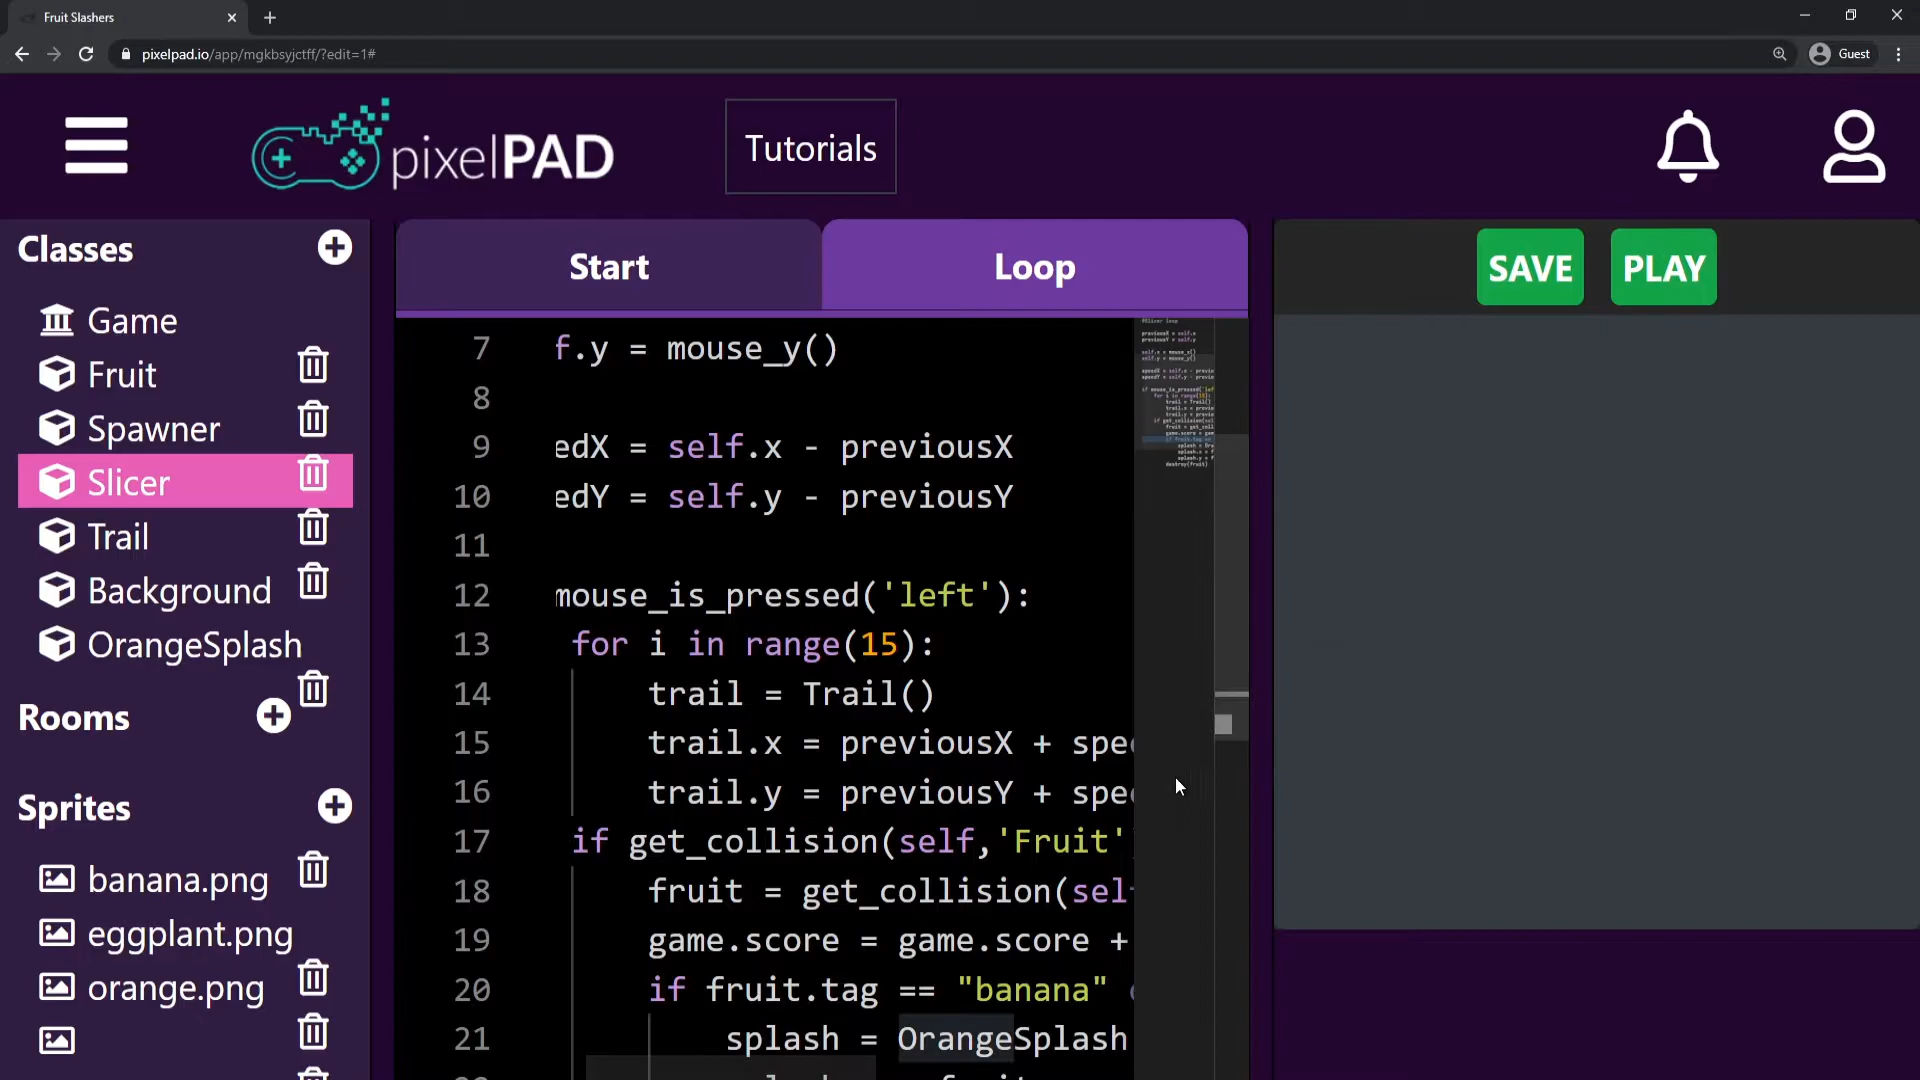 Fruit Slashers
pixelpad.io/app/mgkbsyjctff/?edit=1#
Guest
pixelPAD
Tutorials
Classes
Game
Fruit
Spawner
Slicer
Trail
Background
OrangeSplash
Rooms
Sprites
banana.png
eggplant.png
orange.png
Start
Loop
7 f.y = mouse_y()
8
9 edX = self.x - previousX
10 edY = self.y - previousY
11
12 mouse_is_pressed('left'):
13 for i in range(15):
14 trail = Trail()
15 trail.x = previousX + spe
16 trail.y = previousY + spe
17 if get_collision(self,'Fruit'
18 fruit = get_collision(sel
19 game.score = game.score +
20 if fruit.tag == "banana"
21 splash = OrangeSplash
SAVE
PLAY